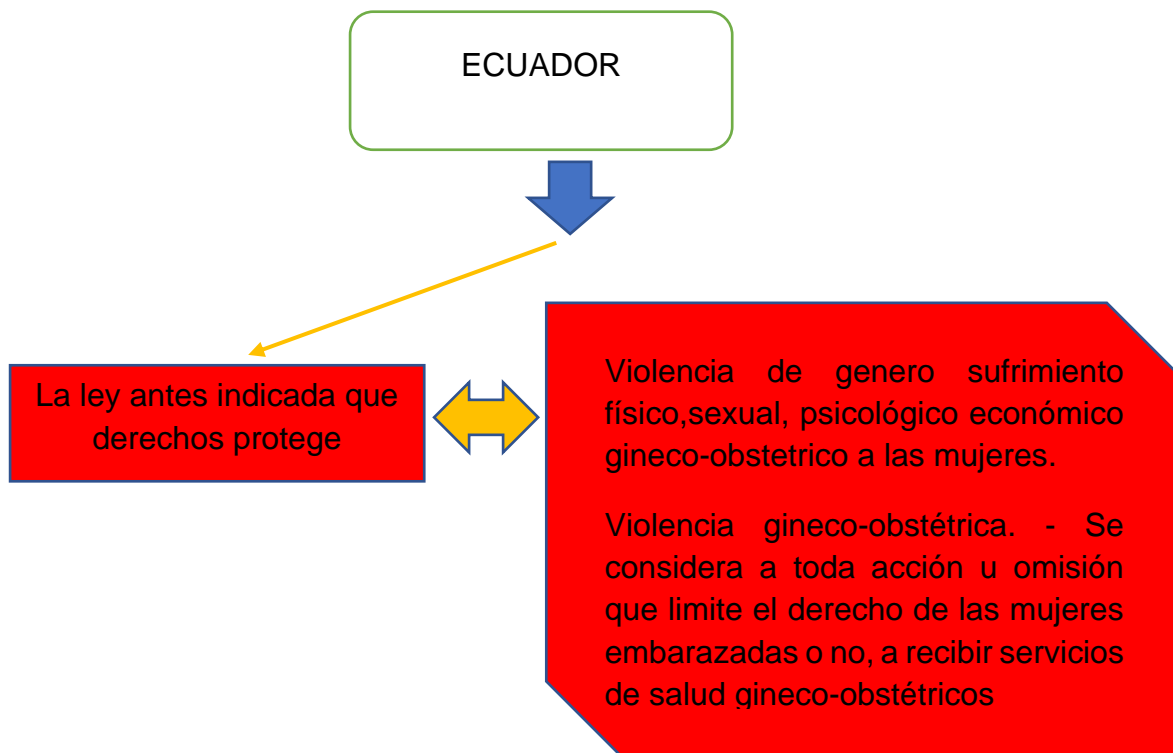 ECUADOR
La ley antes indicada que
derechos protege
Violencia de genero sufrimiento
físico,sexual, psicológico económico
gineco-obstetrico a las mujeres.
Violencia gineco-obstétrica. - Se
considera a toda acción u omisión
que limite el derecho de las mujeres
embarazadas o no, a recibir servicios
de salud gineco-obstétricos